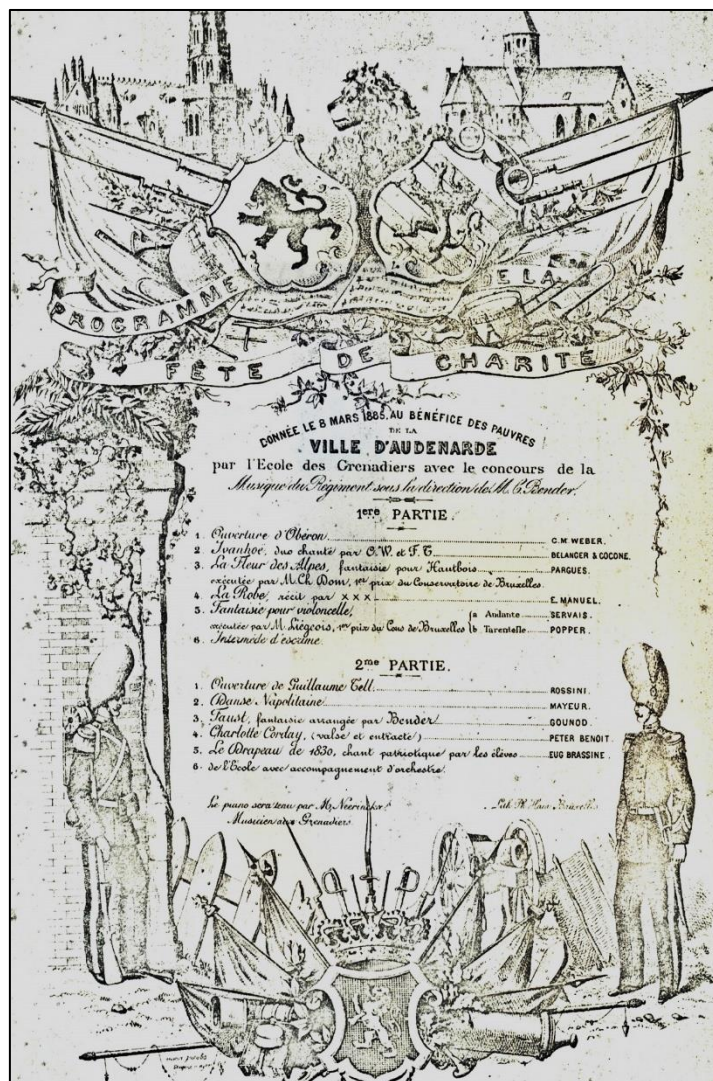 PROGRAMME
E LA
FÊTE DE CHARITÉ
DONNÉE LE 8 MARS 1885, AU BÉNÉFICE DES PAUVRES
DE LA
VILLE D'AUDENARDE
par l'Ecole des Grenadiers avec le concours de la
Musique du Régiment sous la direction de M. C. Bender.
1ere PARTIE.
1. Ouverture d'Obéron C. M. WEBER.
2 Ivanhoé, duo chanté par O.W. et F. T. BELANGER & COCONE.
3. La Fleur des Alpes, fantaisie pour Hautbois PARGUES.
exécutée par M. Ch. Dom, 1er prix du Conservatoire de Bruxelles.
4. La Robe, récit par x x x E. MANUEL.
5. Fantaisie pour violoncelle, { a Andante SERVAIS.
exécutée par M. Liégeois, 1er prix du Cons de Bruxelles { b Tarentelle POPPER.
6. Intermède d'escrime.
2me PARTIE.
1. Ouverture de Guillaume Tell ROSSINI.
2. Danse Napolitaine MAYEUR.
3. Faust, fantaisie arrangée par Bender GOUNOD.
4. Charlotte Corday, (valse et entracte) PETER BENOIT.
5. Le Drapeau de 1830, chant patriotique par les élèves EUG BRASSINE.
6. de l'Ecole avec accompagnement d'orchestre.
Le piano sera tenu par M. Neerinckx
Musicien aux Grenadiers
Bruxelles